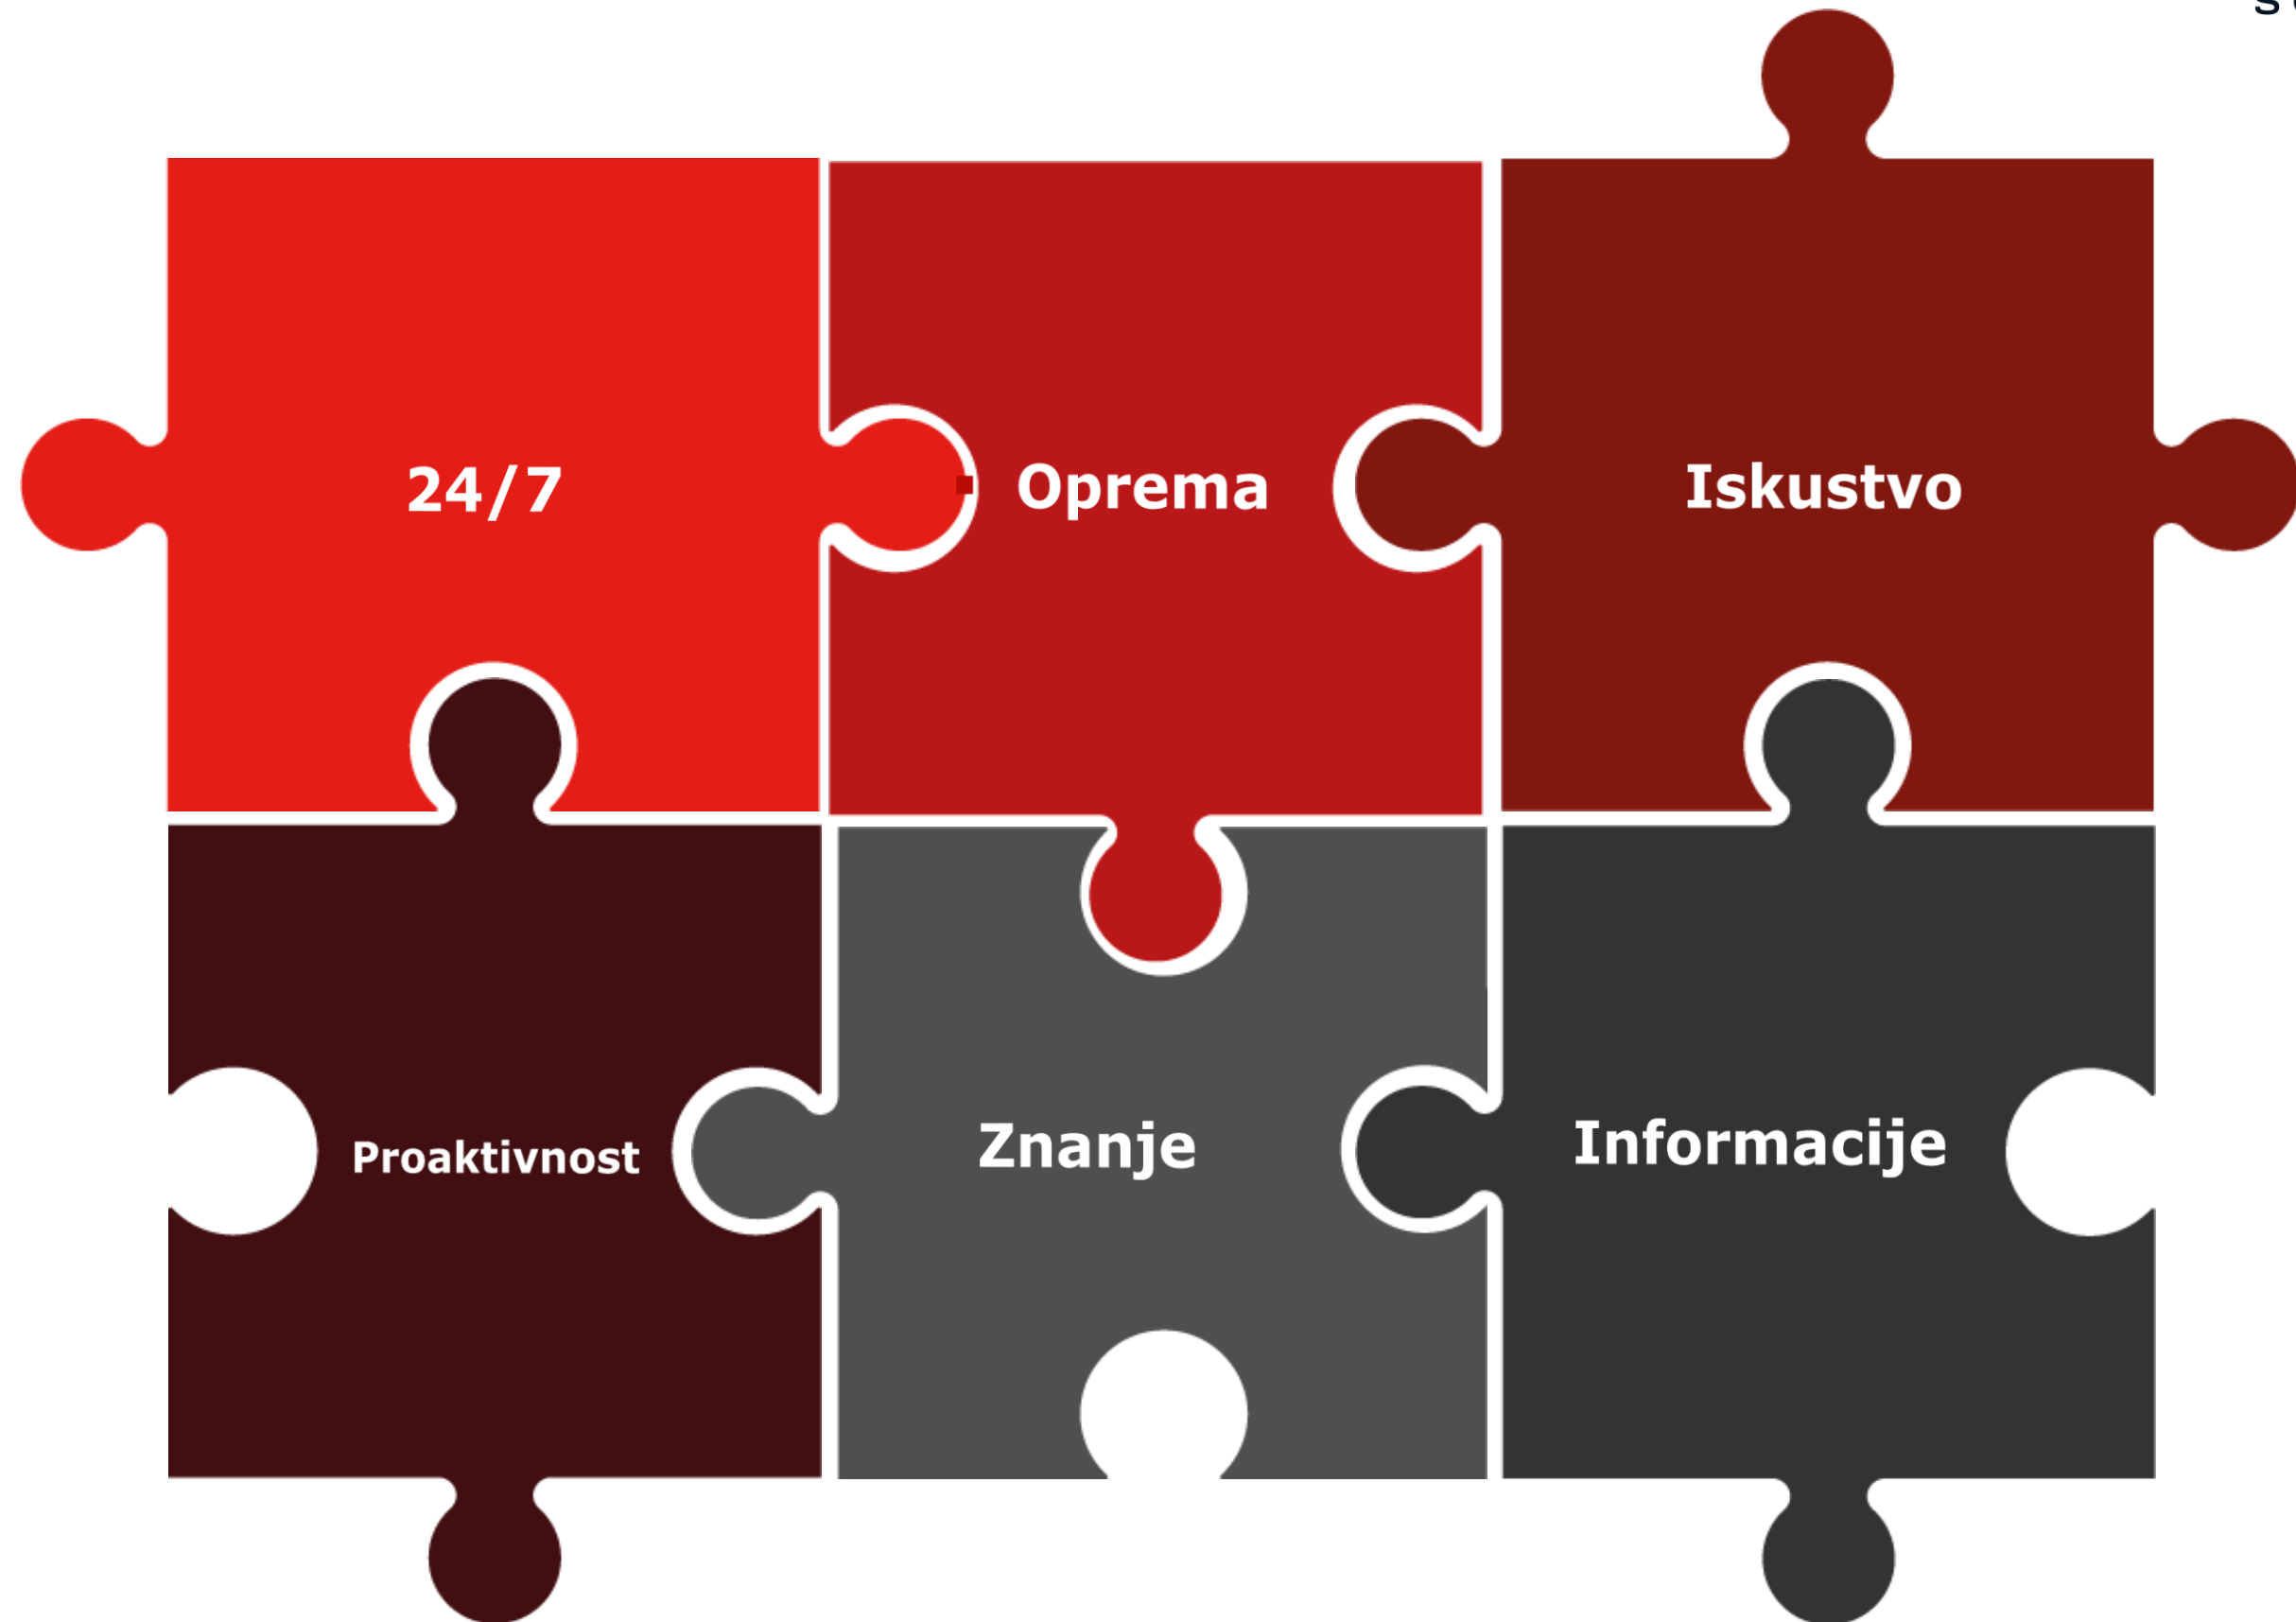 24/7
Oprema
Iskustvo
Proaktivnost
Znanje
Informacije